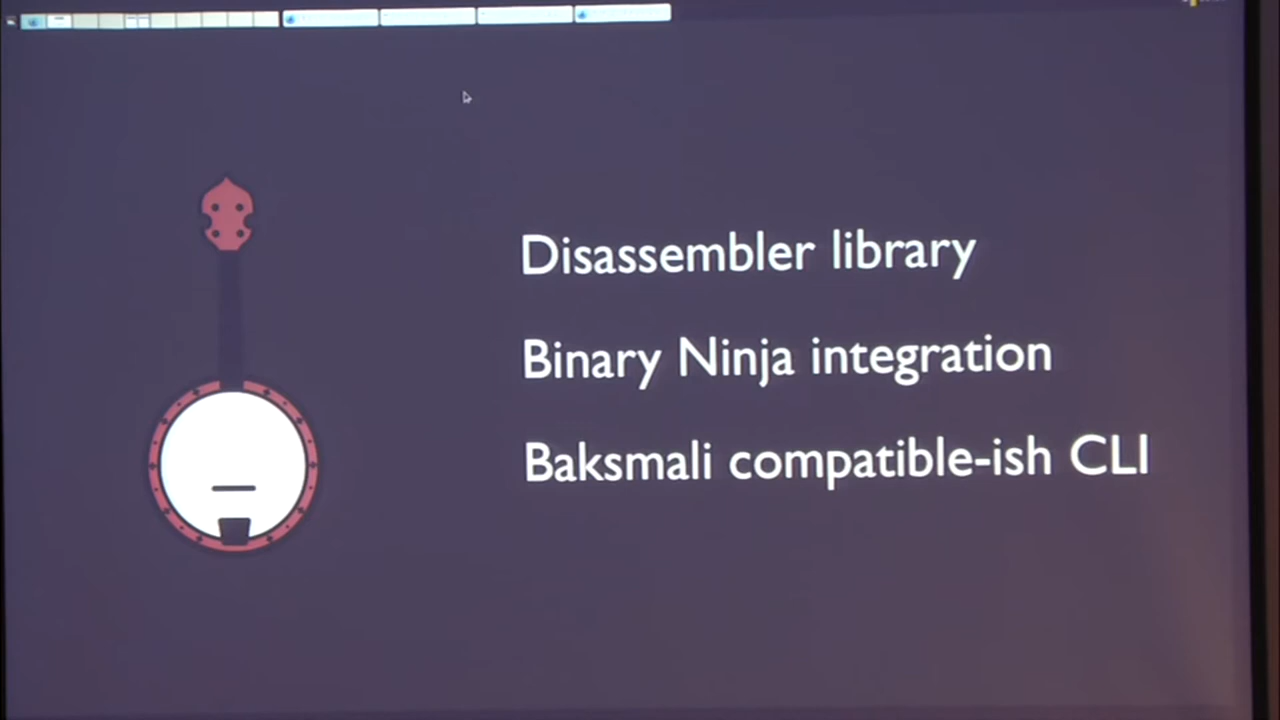 Disassembler library
Binary Ninja integration
Baksmali compatible-ish CLI